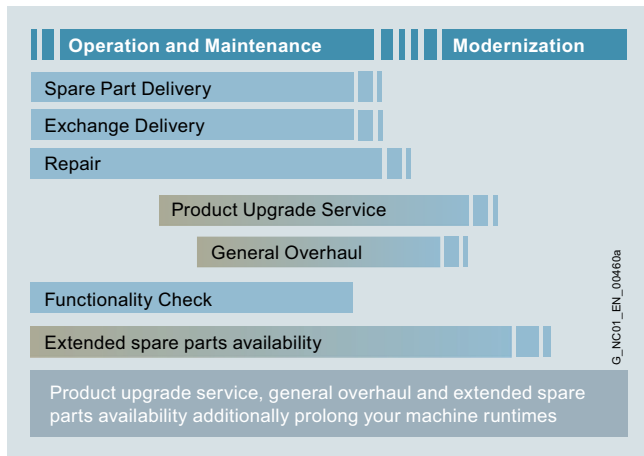 Operation and Maintenance
Modernization
Spare Part Delivery
Exchange Delivery
Repair
Product Upgrade Service
General Overhaul
Functionality Check
Extended spare parts availability
G_NC01_EN_00460a
Product upgrade service, general overhaul and extended spare
parts availability additionally prolong your machine runtimes